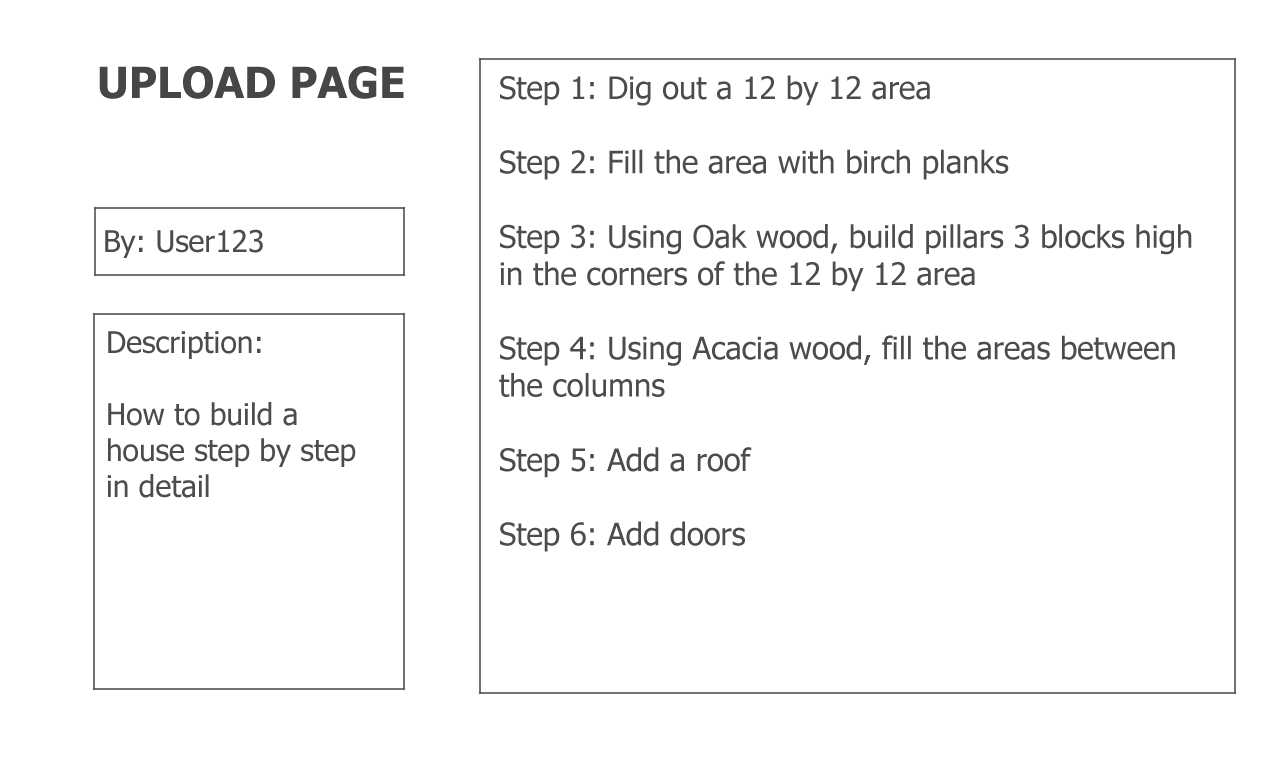 UPLOAD PAGE
By: User123
Description:
How to build a
house step by step
in detail
Step 1: Dig out a 12 by 12 area
Step 2: Fill the area with birch planks
Step 3: Using Oak wood, build pillars 3 blocks high
in the corners of the 12 by 12 area
Step 4: Using Acacia wood, fill the areas between
the columns
Step 5: Add a roof
Step 6: Add doors